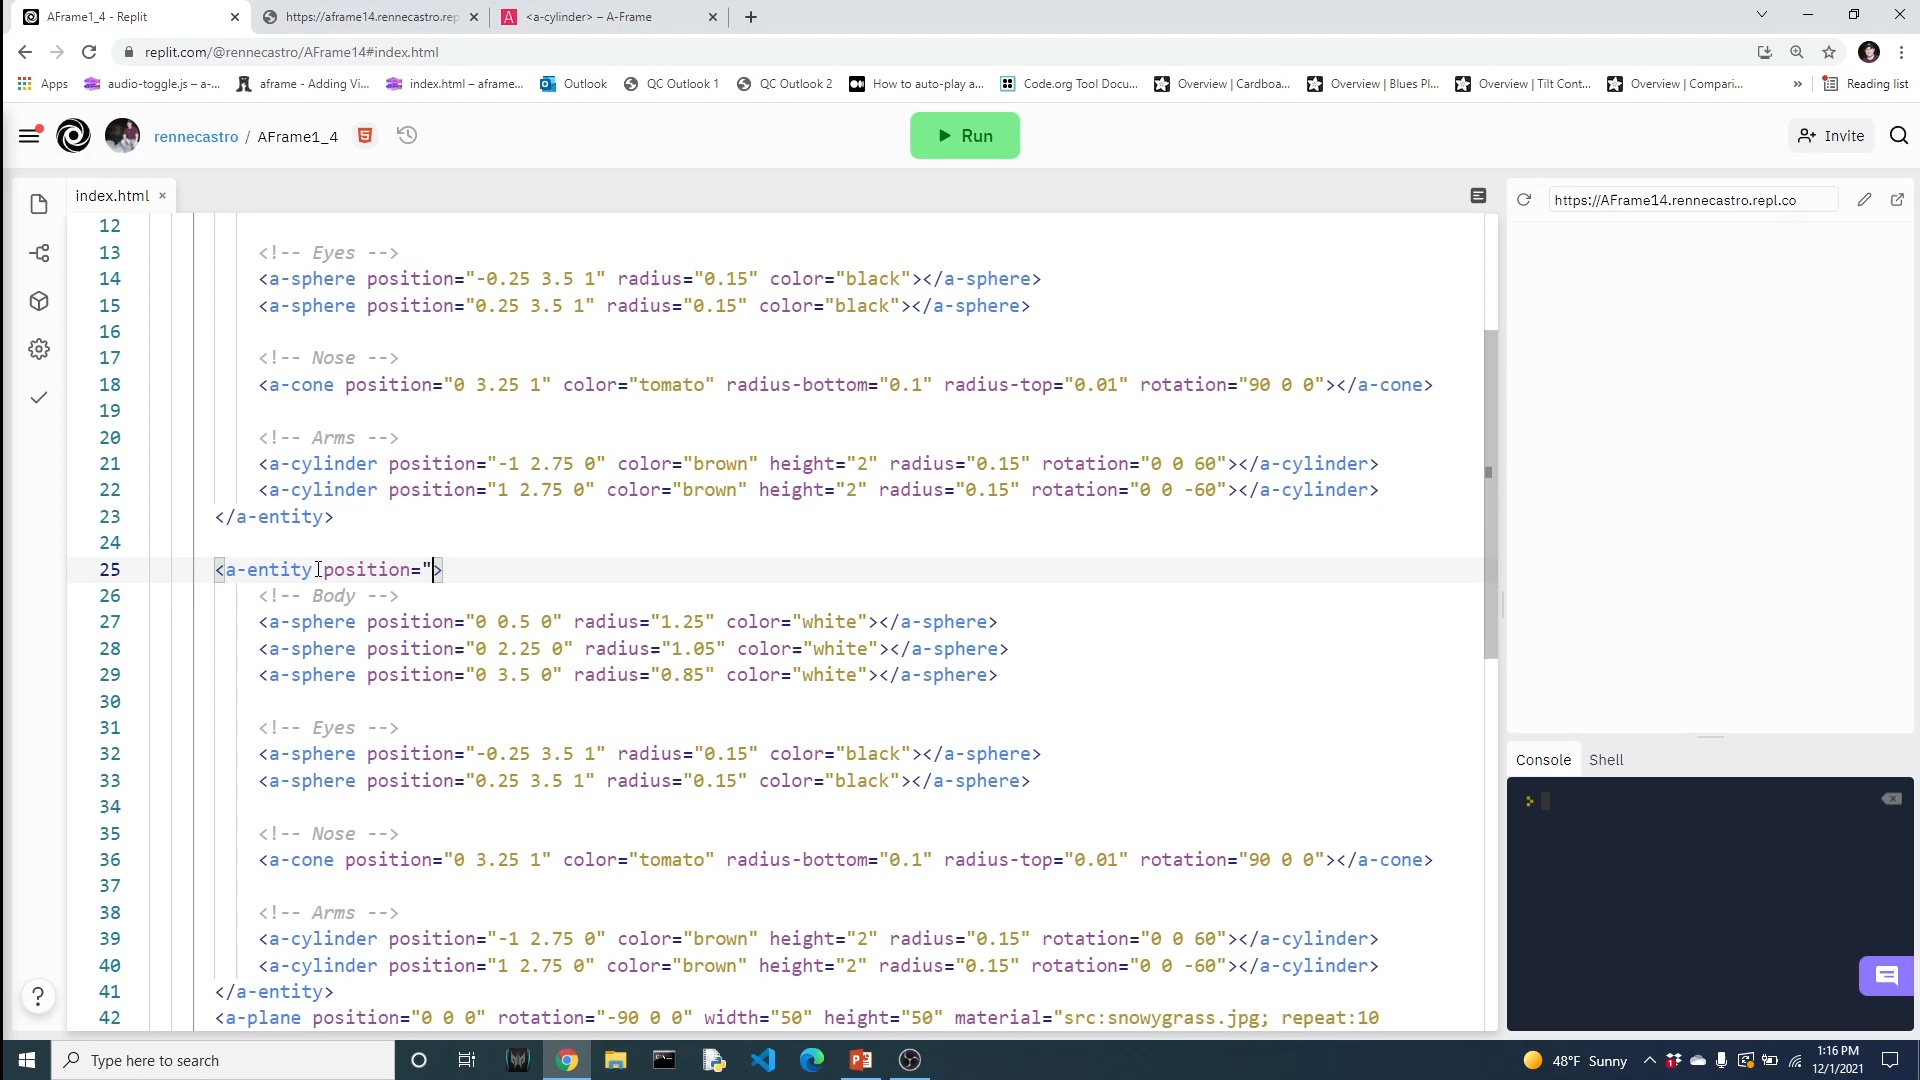 AFrame1_4 - Replit
https://aframe14.rennecastro.rep
<a-cylinder> – A-Frame
replit.com/@rennecastro/AFrame14#index.html
Apps
audio-toggle.js – a-...
aframe - Adding Vi...
index.html – aframe...
Outlook
QC Outlook 1
QC Outlook 2
How to auto-play a...
Code.org Tool Docu...
Overview | Cardboa...
Overview | Blues Pl...
Overview | Tilt Cont...
Overview | Compari...
»
Reading list
rennecastro / AFrame1_4
Run
Invite
index.html
https://AFrame14.rennecastro.repl.co
12
13 <!-- Eyes -->
14 <a-sphere position="-0.25 3.5 1" radius="0.15" color="black"></a-sphere>
15 <a-sphere position="0.25 3.5 1" radius="0.15" color="black"></a-sphere>
16
17 <!-- Nose -->
18 <a-cone position="0 3.25 1" color="tomato" radius-bottom="0.1" radius-top="0.01" rotation="90 0 0"></a-cone>
19
20 <!-- Arms -->
21 <a-cylinder position="-1 2.75 0" color="brown" height="2" radius="0.15" rotation="0 0 60"></a-cylinder>
22 <a-cylinder position="1 2.75 0" color="brown" height="2" radius="0.15" rotation="0 0 -60"></a-cylinder>
23 </a-entity>
24
25 <a-entity position=">
26 <!-- Body -->
27 <a-sphere position="0 0.5 0" radius="1.25" color="white"></a-sphere>
28 <a-sphere position="0 2.25 0" radius="1.05" color="white"></a-sphere>
29 <a-sphere position="0 3.5 0" radius="0.85" color="white"></a-sphere>
30
31 <!-- Eyes -->
32 <a-sphere position="-0.25 3.5 1" radius="0.15" color="black"></a-sphere>
33 <a-sphere position="0.25 3.5 1" radius="0.15" color="black"></a-sphere>
34
35 <!-- Nose -->
36 <a-cone position="0 3.25 1" color="tomato" radius-bottom="0.1" radius-top="0.01" rotation="90 0 0"></a-cone>
37
38 <!-- Arms -->
39 <a-cylinder position="-1 2.75 0" color="brown" height="2" radius="0.15" rotation="0 0 60"></a-cylinder>
40 <a-cylinder position="1 2.75 0" color="brown" height="2" radius="0.15" rotation="0 0 -60"></a-cylinder>
41 </a-entity>
42 <a-plane position="0 0 0" rotation="-90 0 0" width="50" height="50" material="src:snowygrass.jpg; repeat:10
Console
Shell
?
Type here to search
48°F Sunny
1:16 PM
12/1/2021